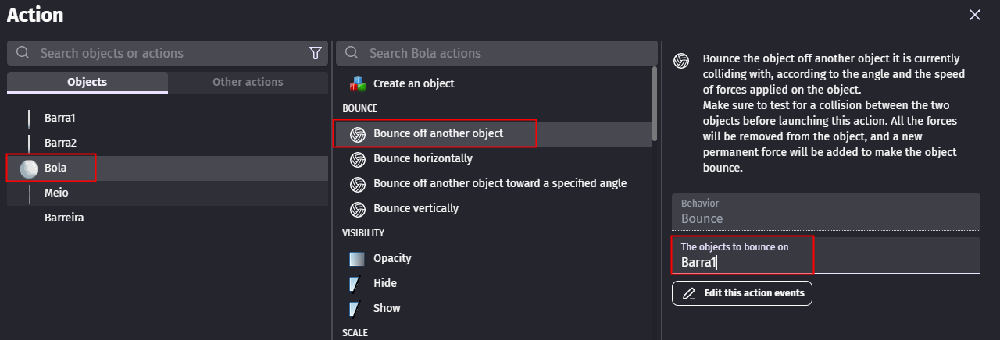 Action
Search objects or actions
Objects
Other actions
Barra1
Barra2
Bola
Meio
Barreira
Search Bola actions
Create an object
BOUNCE
Bounce off another object
Bounce horizontally
Bounce off another object toward a specified angle
Bounce vertically
VISIBILITY
Opacity
Hide
Show
SCALE
Bounce the object off another object it is currently
colliding with, according to the angle and the speed
of forces applied on the object.
Make sure to test for a collision between the two
objects before launching this action. All the forces
will be removed from the object, and a new
permanent force will be added to make the object
bounce.
Behavior
Bounce
The objects to bounce on
Barra1
Edit this action events